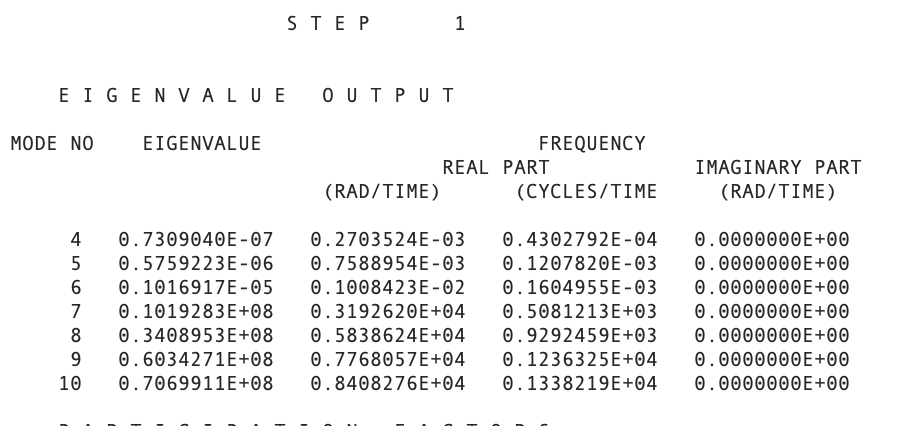 S T E P 1
E I G E N V A L U E O U T P U T
MODE NO EIGENVALUE FREQUENCY
REAL PART IMAGINARY PART
(RAD/TIME) (CYCLES/TIME (RAD/TIME)
4 0.7309040E-07 0.2703524E-03 0.4302792E-04 0.0000000E+00
5 0.5759223E-06 0.7588954E-03 0.1207820E-03 0.0000000E+00
6 0.1016917E-05 0.1008423E-02 0.1604955E-03 0.0000000E+00
7 0.1019283E+08 0.3192620E+04 0.5081213E+03 0.0000000E+00
8 0.3408953E+08 0.5838624E+04 0.9292459E+03 0.0000000E+00
9 0.6034271E+08 0.7768057E+04 0.1236325E+04 0.0000000E+00
10 0.7069911E+08 0.8408276E+04 0.1338219E+04 0.0000000E+00
P A R T I C I P A T I O N F A C T O R S